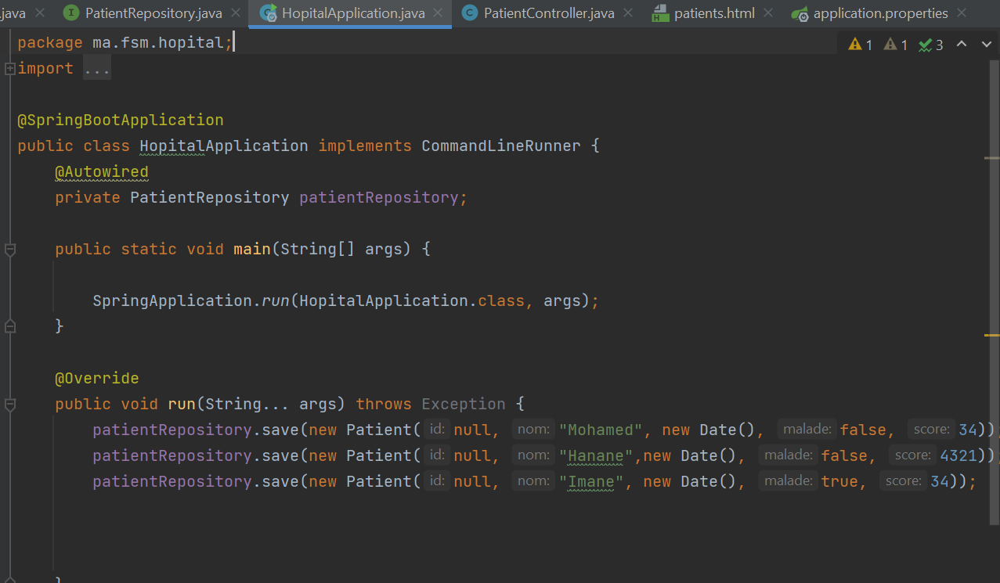 .java PatientRepository.java HopitalApplication.java PatientController.java patients.html application.properties
package ma.fsm.hopital; 1 1 3
import ...
@SpringBootApplication
public class HopitalApplication implements CommandLineRunner {
@Autowired
private PatientRepository patientRepository;
public static void main(String[] args) {
SpringApplication.run(HopitalApplication.class, args);
}
@Override
public void run(String... args) throws Exception {
patientRepository.save(new Patient( id: null, nom: "Mohamed", new Date(), malade: false, score: 34));
patientRepository.save(new Patient( id: null, nom: "Hanane",new Date(), malade: false, score: 4321));
patientRepository.save(new Patient( id: null, nom: "Imane", new Date(), malade: true, score: 34));
}